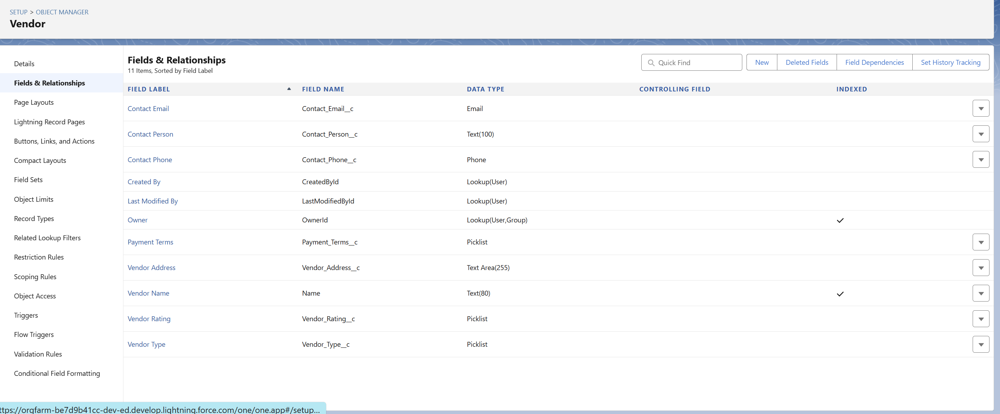 SETUP > OBJECT MANAGER
Vendor
Details
Fields & Relationships
Page Layouts
Lightning Record Pages
Buttons, Links, and Actions
Compact Layouts
Field Sets
Object Limits
Record Types
Related Lookup Filters
Restriction Rules
Scoping Rules
Object Access
Triggers
Flow Triggers
Validation Rules
Conditional Field Formatting
Fields & Relationships
11 Items, Sorted by Field Label
Quick Find
New Deleted Fields Field Dependencies Set History Tracking
FIELD LABEL FIELD NAME DATA TYPE CONTROLLING FIELD INDEXED
Contact Email Contact_Email__c Email
Contact Person Contact_Person__c Text(100)
Contact Phone Contact_Phone__c Phone
Created By CreatedById Lookup(User)
Last Modified By LastModifiedById Lookup(User)
Owner OwnerId Lookup(User,Group)
Payment Terms Payment_Terms__c Picklist
Vendor Address Vendor_Address__c Text Area(255)
Vendor Name Name Text(80)
Vendor Rating Vendor_Rating__c Picklist
Vendor Type Vendor_Type__c Picklist
ttps://orgfarm-be7d9b41cc-dev-ed.develop.lightning.force.com/one/one.app#/setup...